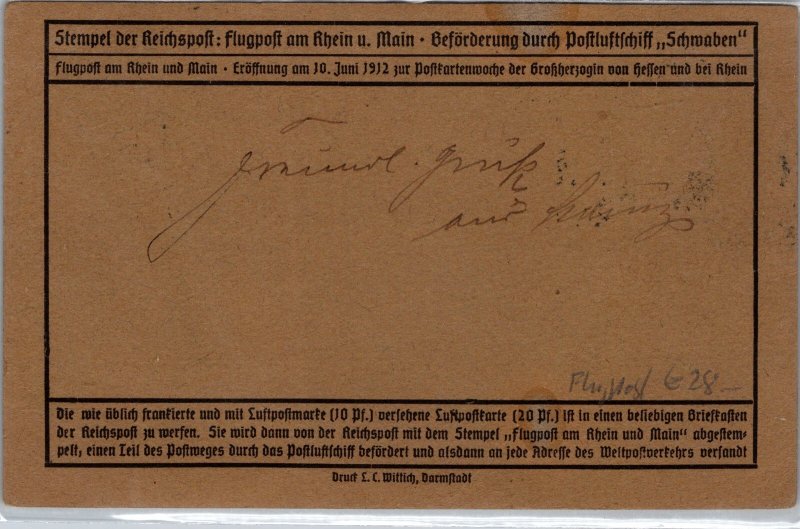 Stempel der Reichspost: Flugpost am Rhein u. Main · Beförderung durch Postluftschiff „Schwaben"
Flugpost am Rhein und Main · Eröffnung am 10. Juni 1912 zur Postkartenwoche der Großherzogin von Hessen und bei Rhein
Freundl. Gruß
aus Mainz
Flugpost € 28.—
Die wie üblich frankierte und mit Luftpostmarke (10 Pf.) versehene Luftpostkarte (20 Pf.) ist in einen beliebigen Briefkasten
der Reichspost zu werfen. Sie wird dann von der Reichspost mit dem Stempel „Flugpost am Rhein und Main" abgestem-
pelt, einen Teil des Postweges durch das Postluftschiff befördert und alsdann an jede Adresse des Weltpostverkehrs versandt
Druck L. C. Wittich, Darmstadt